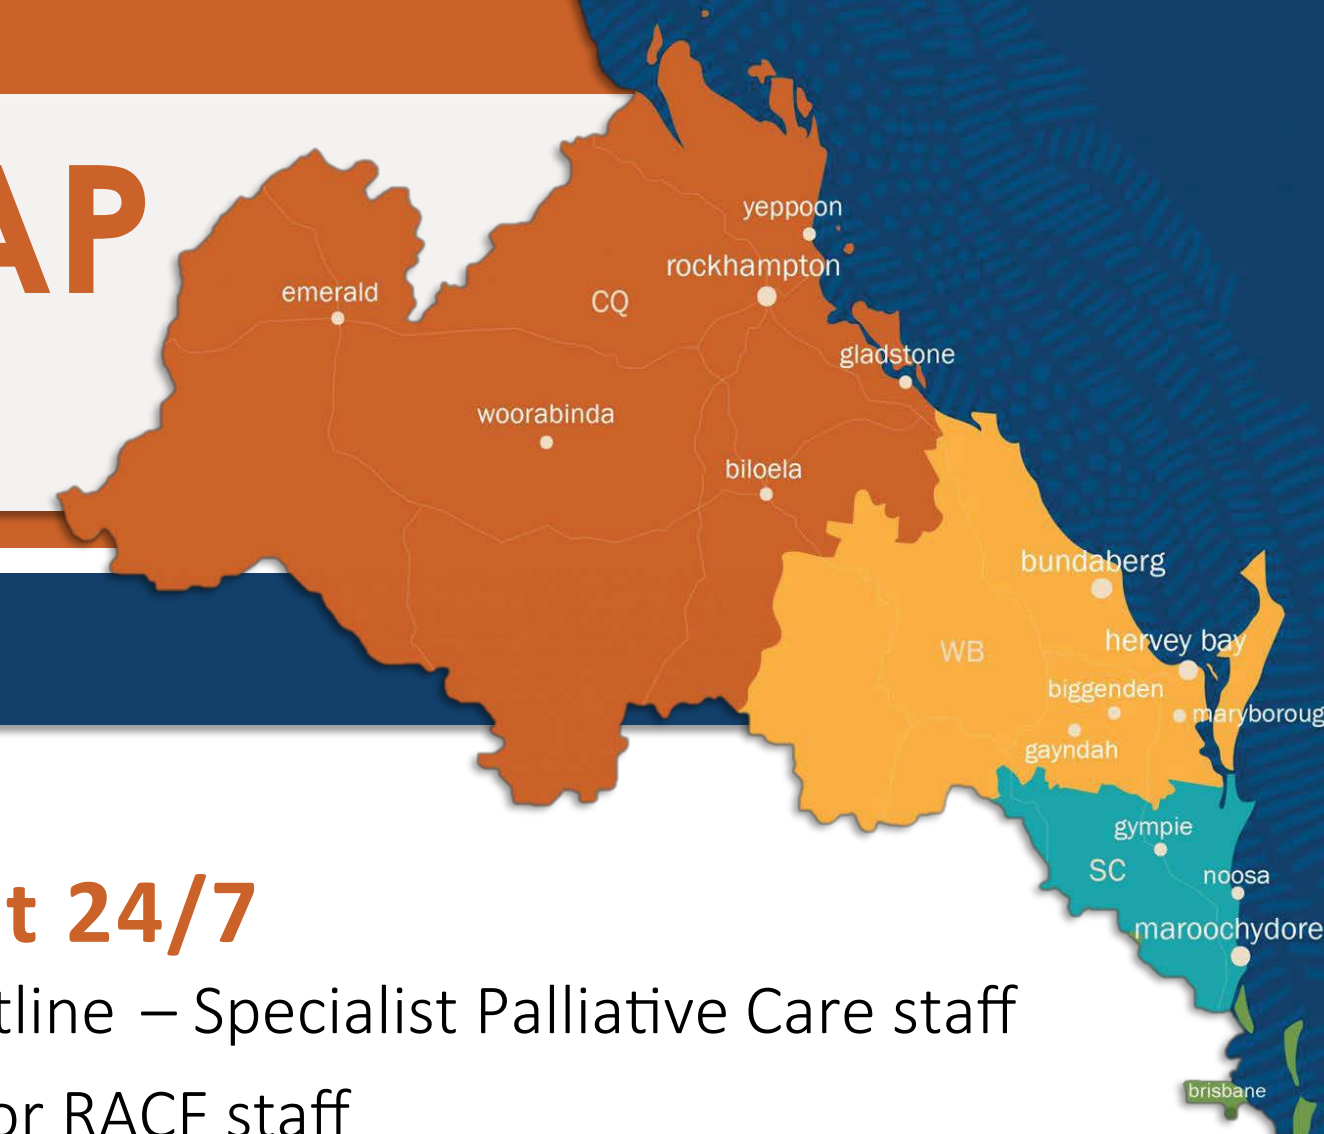 AP
yeppoon
rockhampton
emerald
CQ
gladstone
woorabinda
biloela
bundaberg
hervey bay
WB
biggenden
maryboroug
gayndah
gympie
SC
noosa
maroochydore
t 24/7
tline – Specialist Palliative Care staff
or RACF staff
brisbane